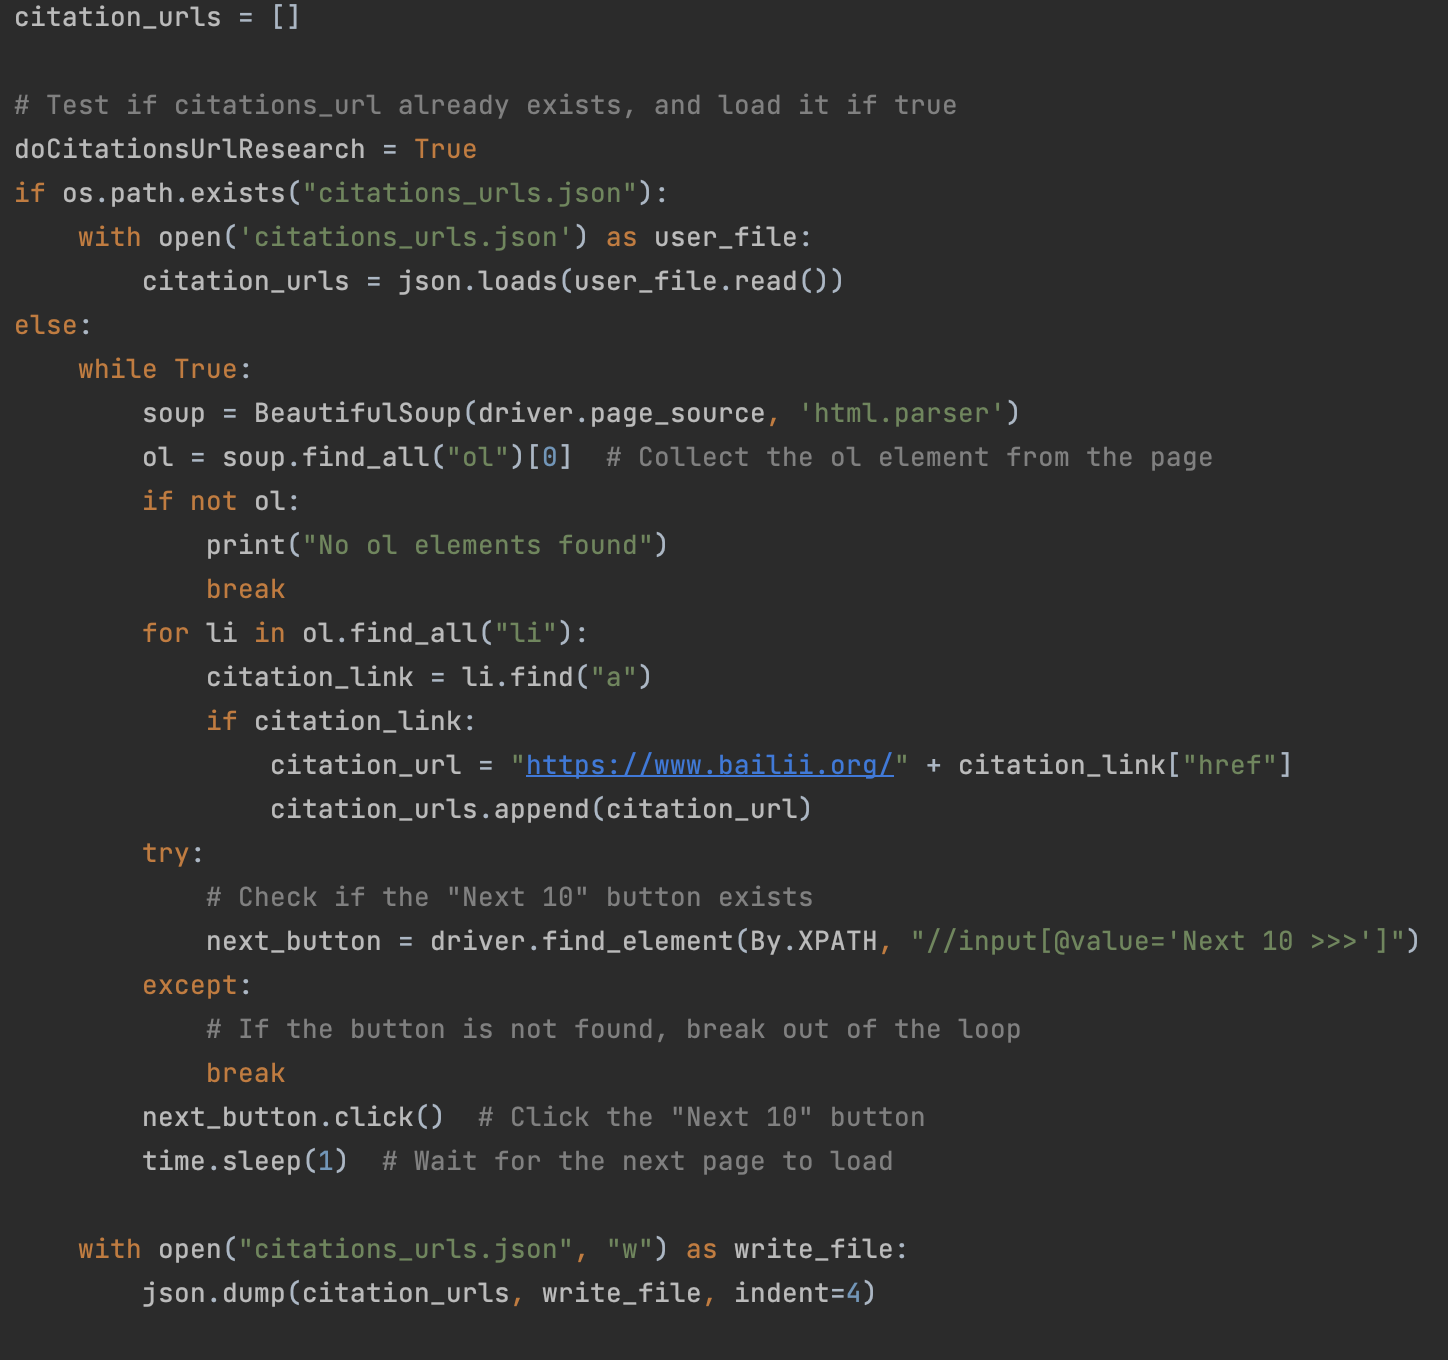 citation_urls = []
# Test if citations_url already exists, and load it if true
doCitationsUrlResearch = True
if os.path.exists("citations_urls.json"):
    with open('citations_urls.json') as user_file:
        citation_urls = json.loads(user_file.read())
else:
    while True:
        soup = BeautifulSoup(driver.page_source, 'html.parser')
        ol = soup.find_all("ol")[0]  # Collect the ol element from the page
        if not ol:
            print("No ol elements found")
            break
        for li in ol.find_all("li"):
            citation_link = li.find("a")
            if citation_link:
                citation_url = "https://www.bailii.org/" + citation_link["href"]
                citation_urls.append(citation_url)
        try:
            # Check if the "Next 10" button exists
            next_button = driver.find_element(By.XPATH, "//input[@value='Next 10 >>>']")
        except:
            # If the button is not found, break out of the loop
            break
        next_button.click()  # Click the "Next 10" button
        time.sleep(1)  # Wait for the next page to load
    with open("citations_urls.json", "w") as write_file:
        json.dump(citation_urls, write_file, indent=4)